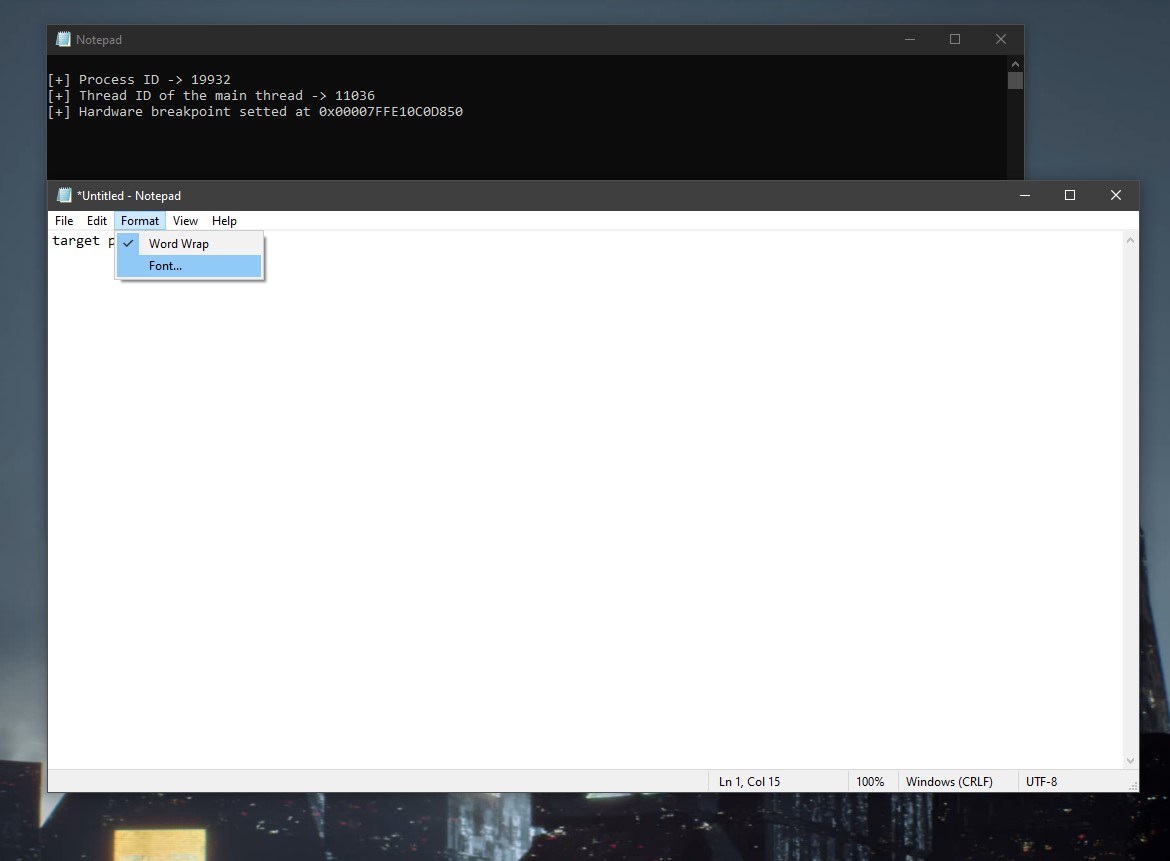 Notepad
[+] Process ID -> 19932
[+] Thread ID of the main thread -> 11036
[+] Hardware breakpoint setted at 0x00007FFE10C0D850
*Untitled - Notepad
File Edit Format View Help
target
Word Wrap
Font...
Ln 1, Col 15 100% Windows (CRLF) UTF-8